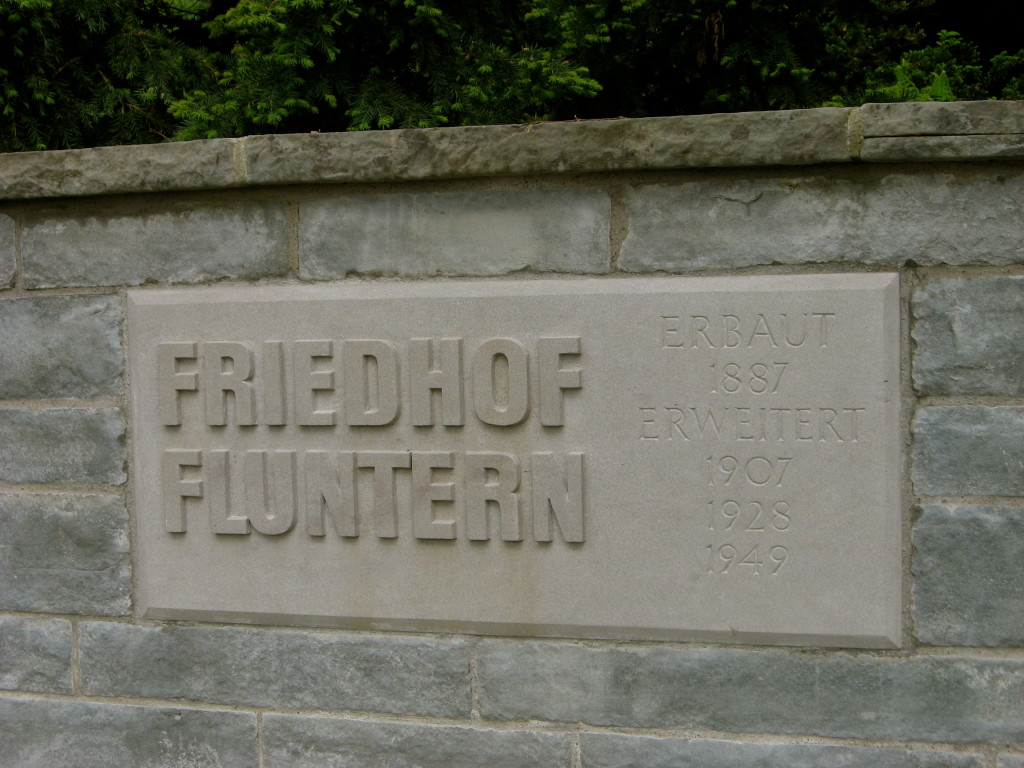 FRIEDHOF
FLUNTERN
ERBAUT
1887
ERWEITERT
1907
1928
1949